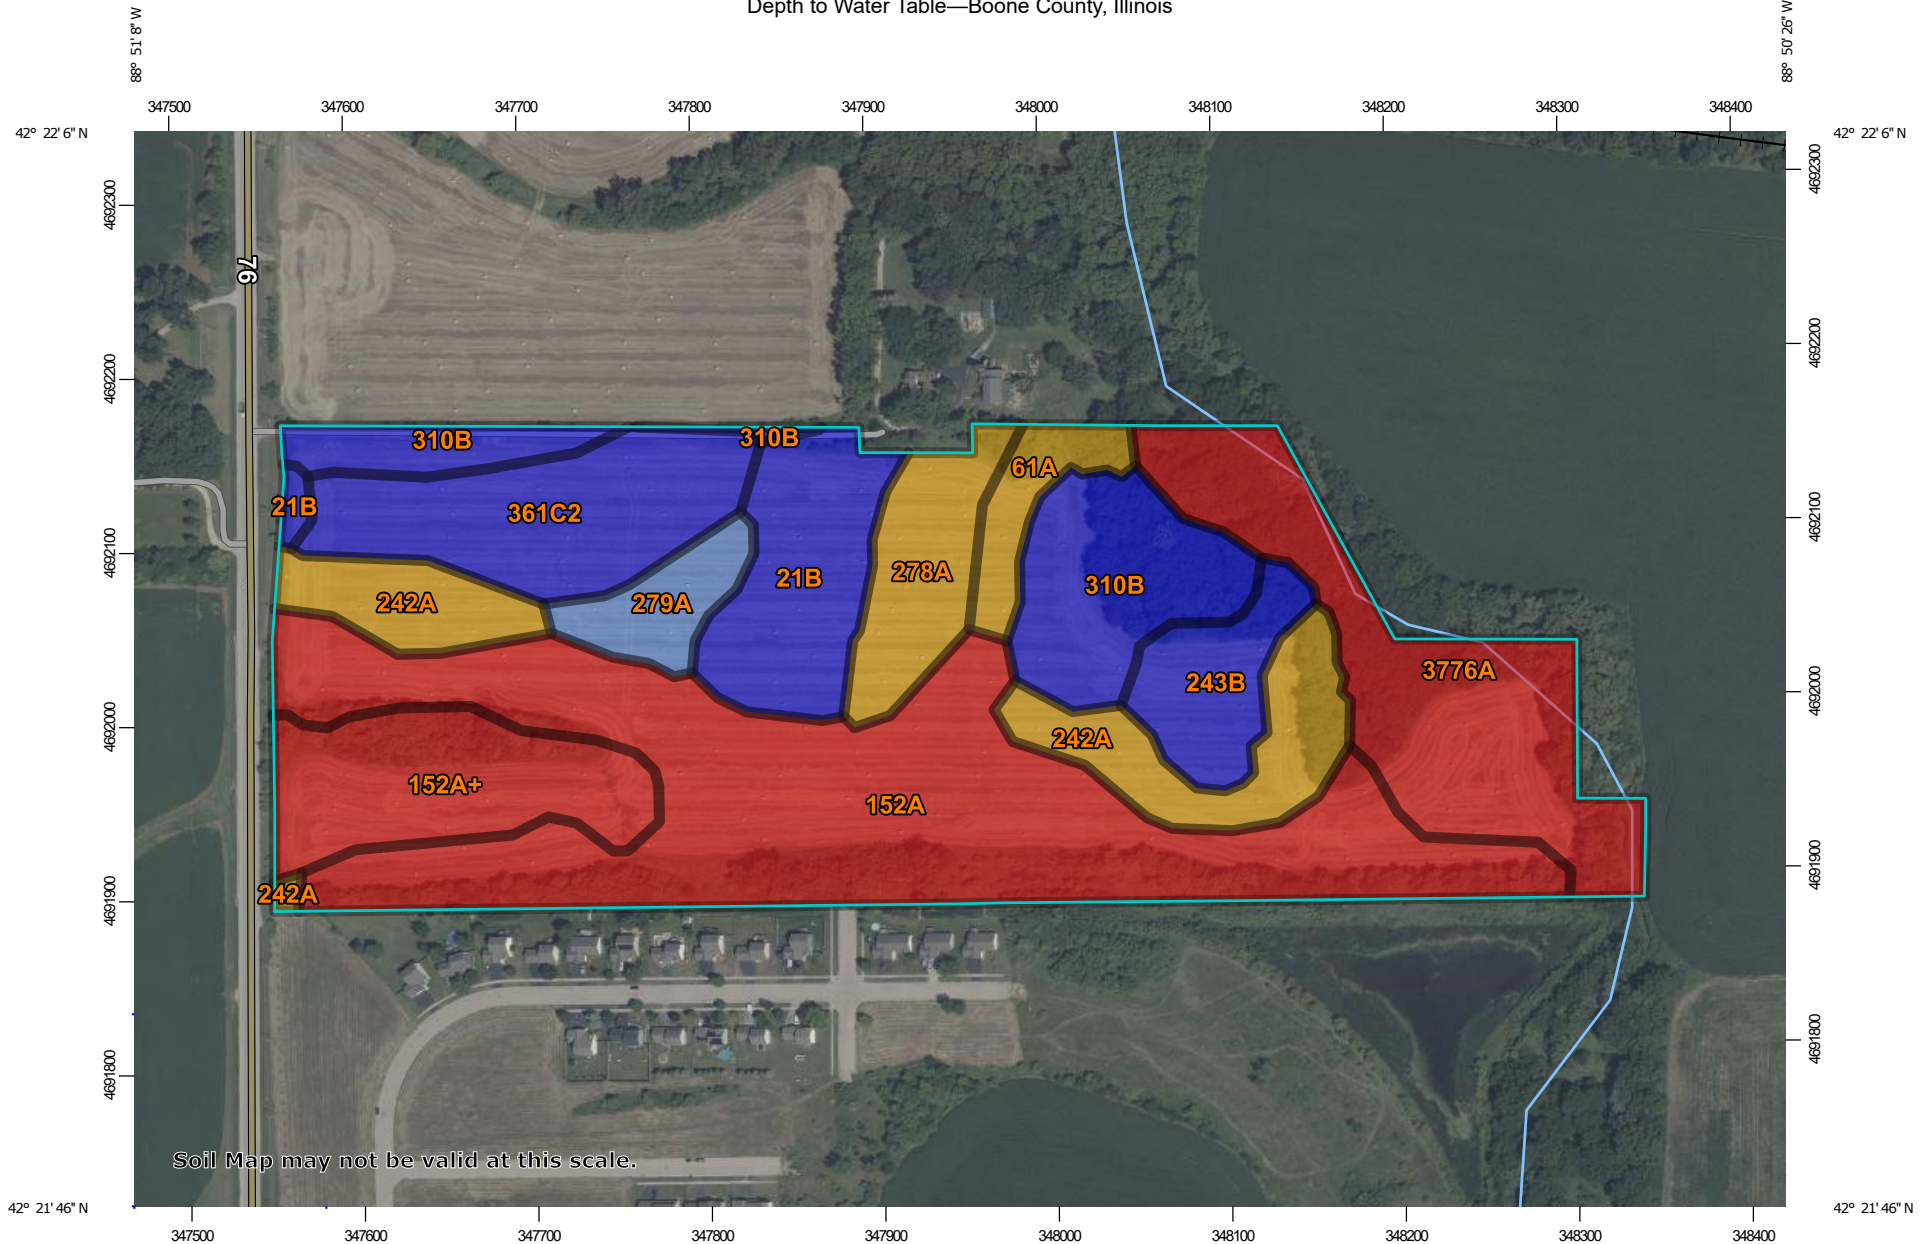 Depth to Water Table—Boone County, Illinois
88° 51' 8" W
88° 50' 26" W
347500 347600 347700 347800 347900 348000 348100 348200 348300 348400
42° 22' 6" N
42° 22' 6" N
4692300
4692300
76
4692200
4692200
310B
310B
61A
21B
361C2
4692100
4692100
21B
278A
310B
242A
279A
3776A
243B
4692000
4692000
242A
152A+
152A
242A
4691900
4691900
4691800
4691800
Soil Map may not be valid at this scale.
42° 21' 46" N
42° 21' 46" N
347500 347600 347700 347800 347900 348000 348100 348200 348300 348400